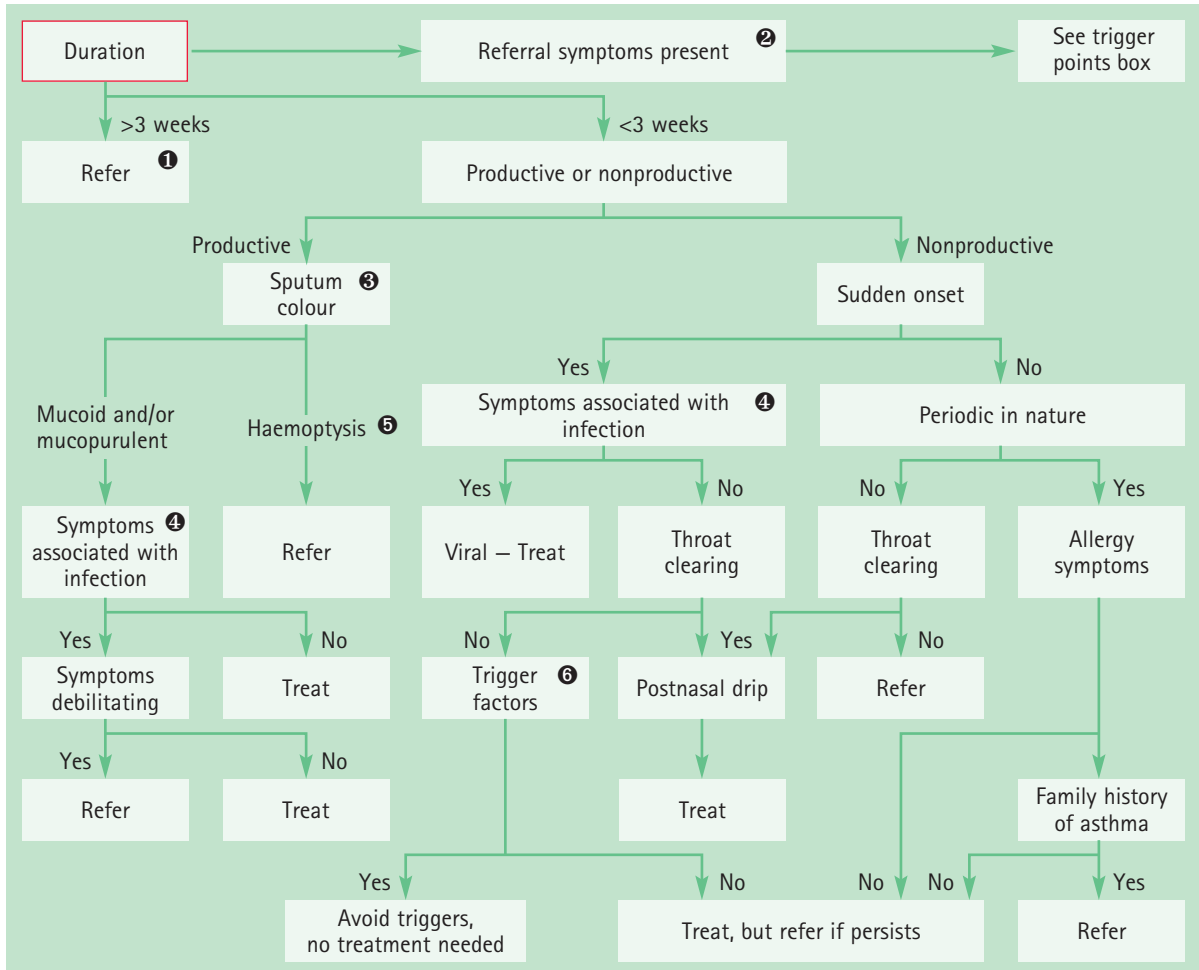 Duration
Referral symptoms present ❷
See trigger
points box
>3 weeks
<3 weeks
Refer ❶
Productive or nonproductive
Productive
Nonproductive
Sputum ❸
colour
Sudden onset
Yes
No
Mucoid and/or
mucopurulent
Haemoptysis ❺
Symptoms associated with ❹
infection
Periodic in nature
Yes
No
No
Yes
Symptoms ❹
associated with
infection
Refer
Viral – Treat
Throat
clearing
Throat
clearing
Allergy
symptoms
Yes
No
No
Yes
No
Symptoms
debilitating
Treat
Trigger ❻
factors
Postnasal drip
Refer
Yes
No
Refer
Treat
Treat
Family history
of asthma
Yes
No
No
No
Yes
Avoid triggers,
no treatment needed
Treat, but refer if persists
Refer